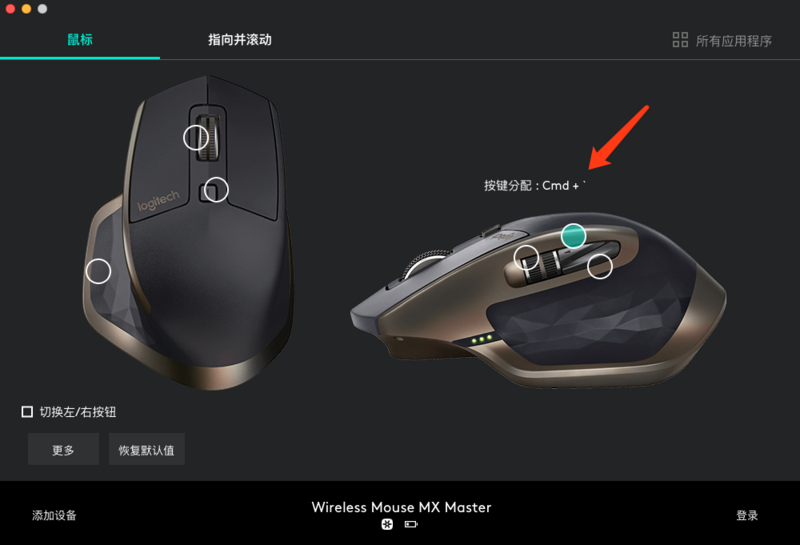 鼠标
指向并滚动
所有应用程序
按键分配 : Cmd + `
logitech
切换左/右按钮
更多
恢复默认值
添加设备
Wireless Mouse MX Master
登录